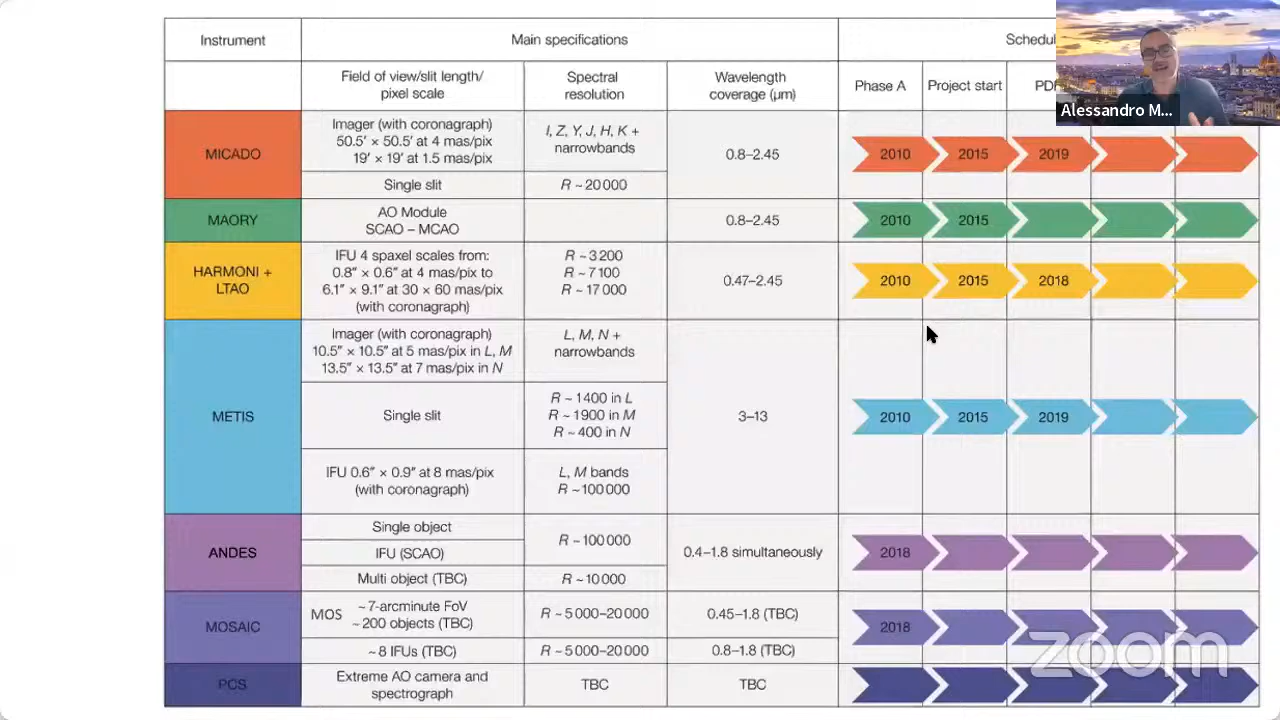 Instrument
Main specifications
Field of view/slit length/
pixel scale
Spectral
resolution
Wavelength
coverage (µm)
Phase A
Project start
Alessandro M...
MICADO
Imager (with coronagraph)
50.5′ × 50.5′ at 4 mas/pix
19′ × 19′ at 1.5 mas/pix
I, Z, Y, J, H, K +
narrowbands
0.8–2.45
2010
2015
2019
Single slit
R ~ 20 000
MAORY
AO Module
SCAO – MCAO
0.8–2.45
2010
2015
HARMONI +
LTAO
IFU 4 spaxel scales from:
0.8″ × 0.6″ at 4 mas/pix to
6.1″ × 9.1″ at 30 × 60 mas/pix
(with coronagraph)
R ~ 3 200
R ~ 7 100
R ~ 17 000
0.47–2.45
2010
2015
2018
METIS
Imager (with coronagraph)
10.5″ × 10.5″ at 5 mas/pix in L, M
13.5″ × 13.5″ at 7 mas/pix in N
L, M, N +
narrowbands
Single slit
R ~ 1400 in L
R ~ 1900 in M
R ~ 400 in N
3–13
2010
2015
2019
IFU 0.6″ × 0.9″ at 8 mas/pix
(with coronagraph)
L, M bands
R ~ 100 000
ANDES
Single object
IFU (SCAO)
R ~ 100 000
0.4–1.8 simultaneously
2018
Multi object (TBC)
R ~ 10 000
MOSAIC
MOS
~ 7-arcminute FoV
~ 200 objects (TBC)
R ~ 5 000–20 000
0.45–1.8 (TBC)
2018
~ 8 IFUs (TBC)
R ~ 5 000–20 000
0.8–1.8 (TBC)
zoom
PCS
Extreme AO camera and
spectrograph
TBC
TBC